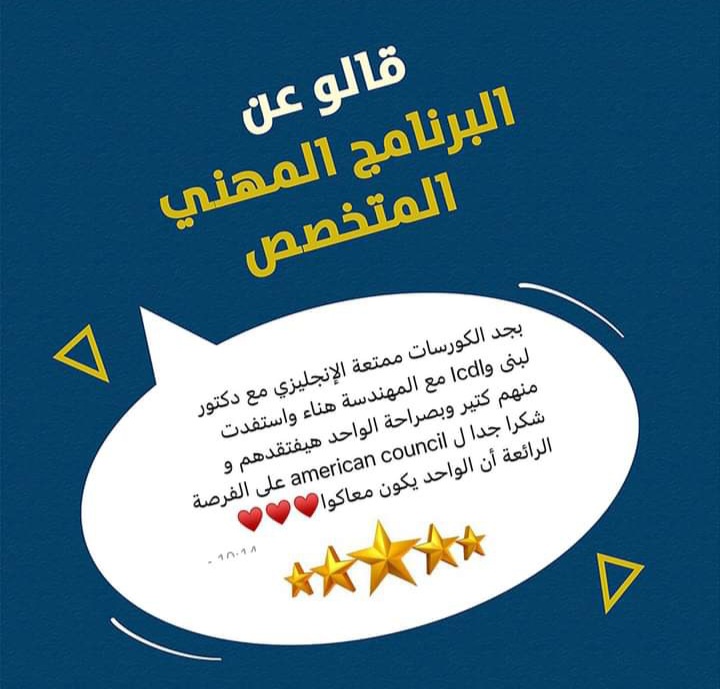 قالو عن
البرنامج المهني
المتخصص
بجد الكورسات ممتعة الإنجليزي مع دكتور
لبنى وIcdl مع المهندسة هناء واستفدت
منهم كتير وبصراحة الواحد هيفتقدهم و
شكرا جدا ل american council على الفرصة
الرائعة أن الواحد يكون معاكوا♥️♥️♥️